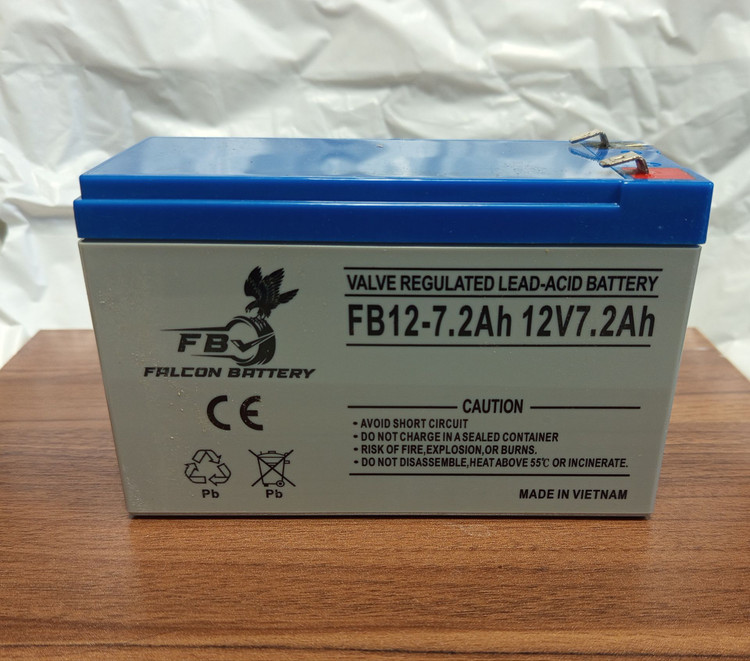 VALVE REGULATED LEAD-ACID BATTERY
FB12-7.2Ah 12V7.2Ah
FB
FALCON BATTERY
CE
CAUTION
• AVOID SHORT CIRCUIT
• DO NOT CHARGE IN A SEALED CONTAINER
• RISK OF FIRE,EXPLOSION,OR BURNS.
• DO NOT DISASSEMBLE,HEAT ABOVE 55℃ OR INCINERATE.
Pb
Pb
MADE IN VIETNAM